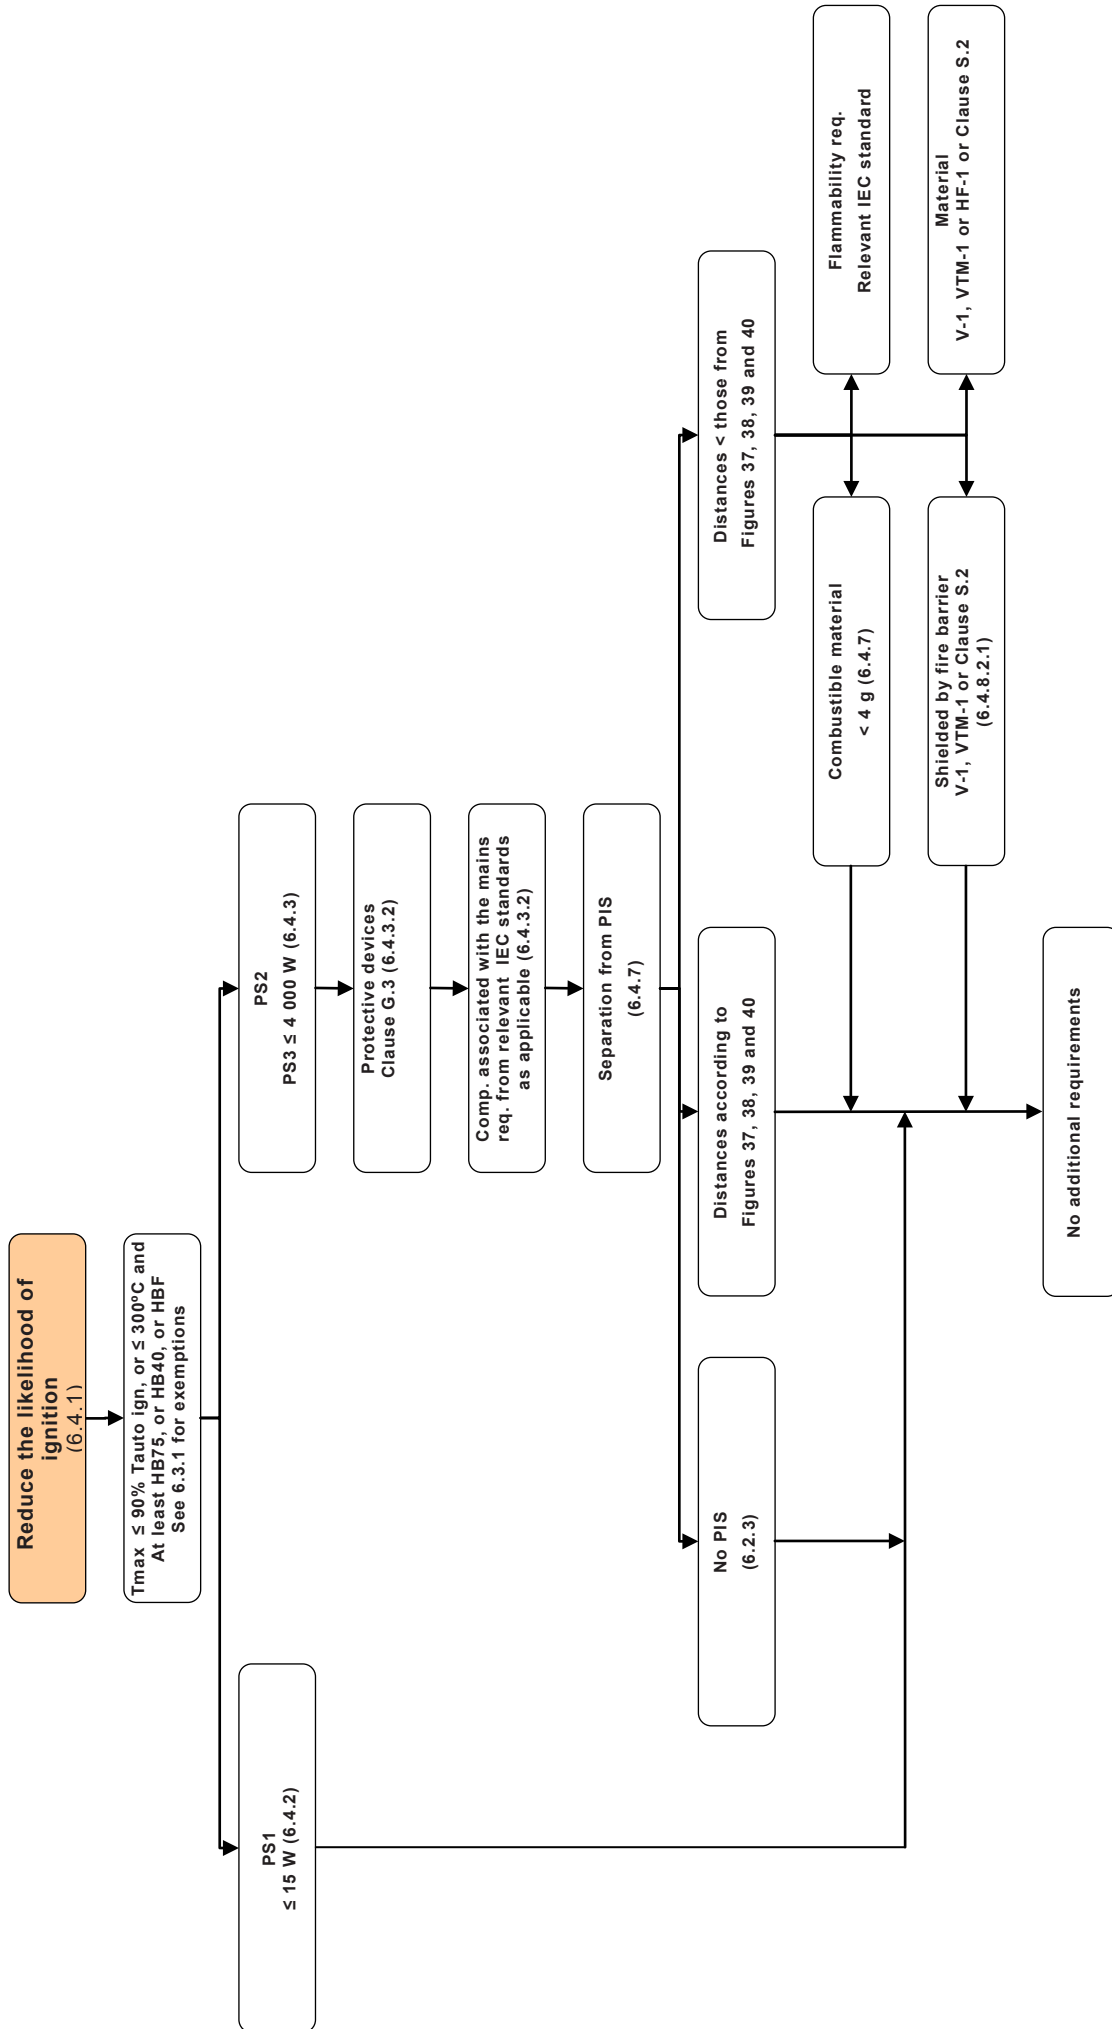 Reduce the likelihood of
ignition
(6.4.1)
Tmax ≤ 90% Tauto ign, or ≤ 300ºC and
At least HB75, or HB40, or HBF
See 6.3.1 for exemptions
PS1
≤ 15 W (6.4.2)
PS2
PS3 ≤ 4 000 W (6.4.3)
Protective devices
Clause G.3 (6.4.3.2)
Comp. associated with the mains
req. from relevant IEC standards
as applicable (6.4.3.2)
Separation from PIS
(6.4.7)
No PIS
(6.2.3)
Distances according to
Figures 37, 38, 39 and 40
Distances < those from
Figures 37, 38, 39 and 40
Combustible material
< 4 g (6.4.7)
Flammability req.
Relevant IEC standard
Shielded by fire barrier
V-1, VTM-1 or Clause S.2
(6.4.8.2.1)
Material
V-1, VTM-1 or HF-1 or Clause S.2
No additional requirements